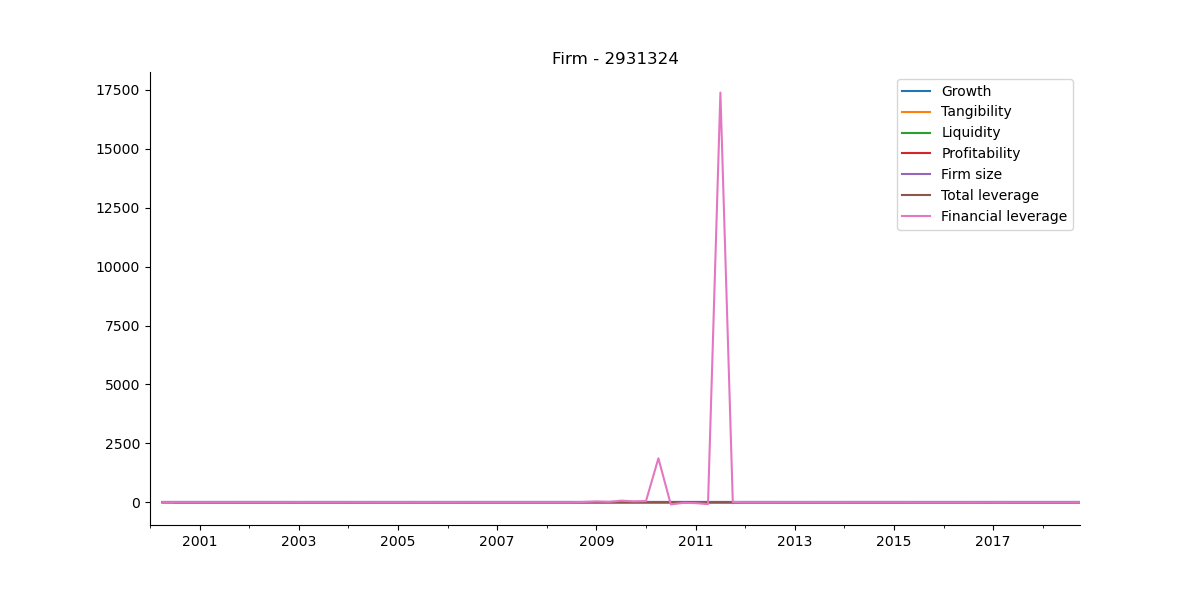 Firm - 2931324
17500
15000
12500
10000
7500
5000
2500
0
Growth
Tangibility
Liquidity
Profitability
Firm size
Total leverage
Financial leverage
2001 2003 2005 2007 2009 2011 2013 2015 2017